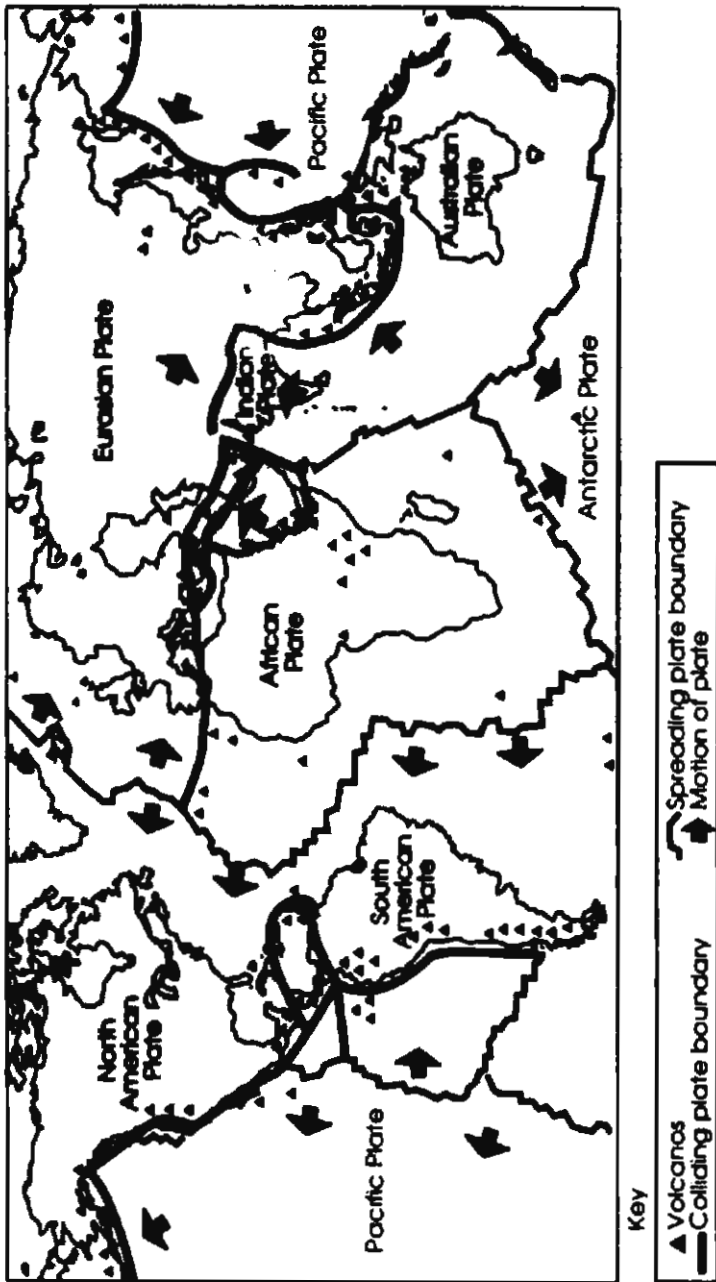 North
American
Plate
Eurasian Plate
Pacific Plate
Indian
Plate
African
Plate
South
American
Plate
Australian
Plate
Pacific Plate
Antarctic Plate
Key
Volcanos
Spreading plate boundary
Colliding plate boundary
Motion of plate